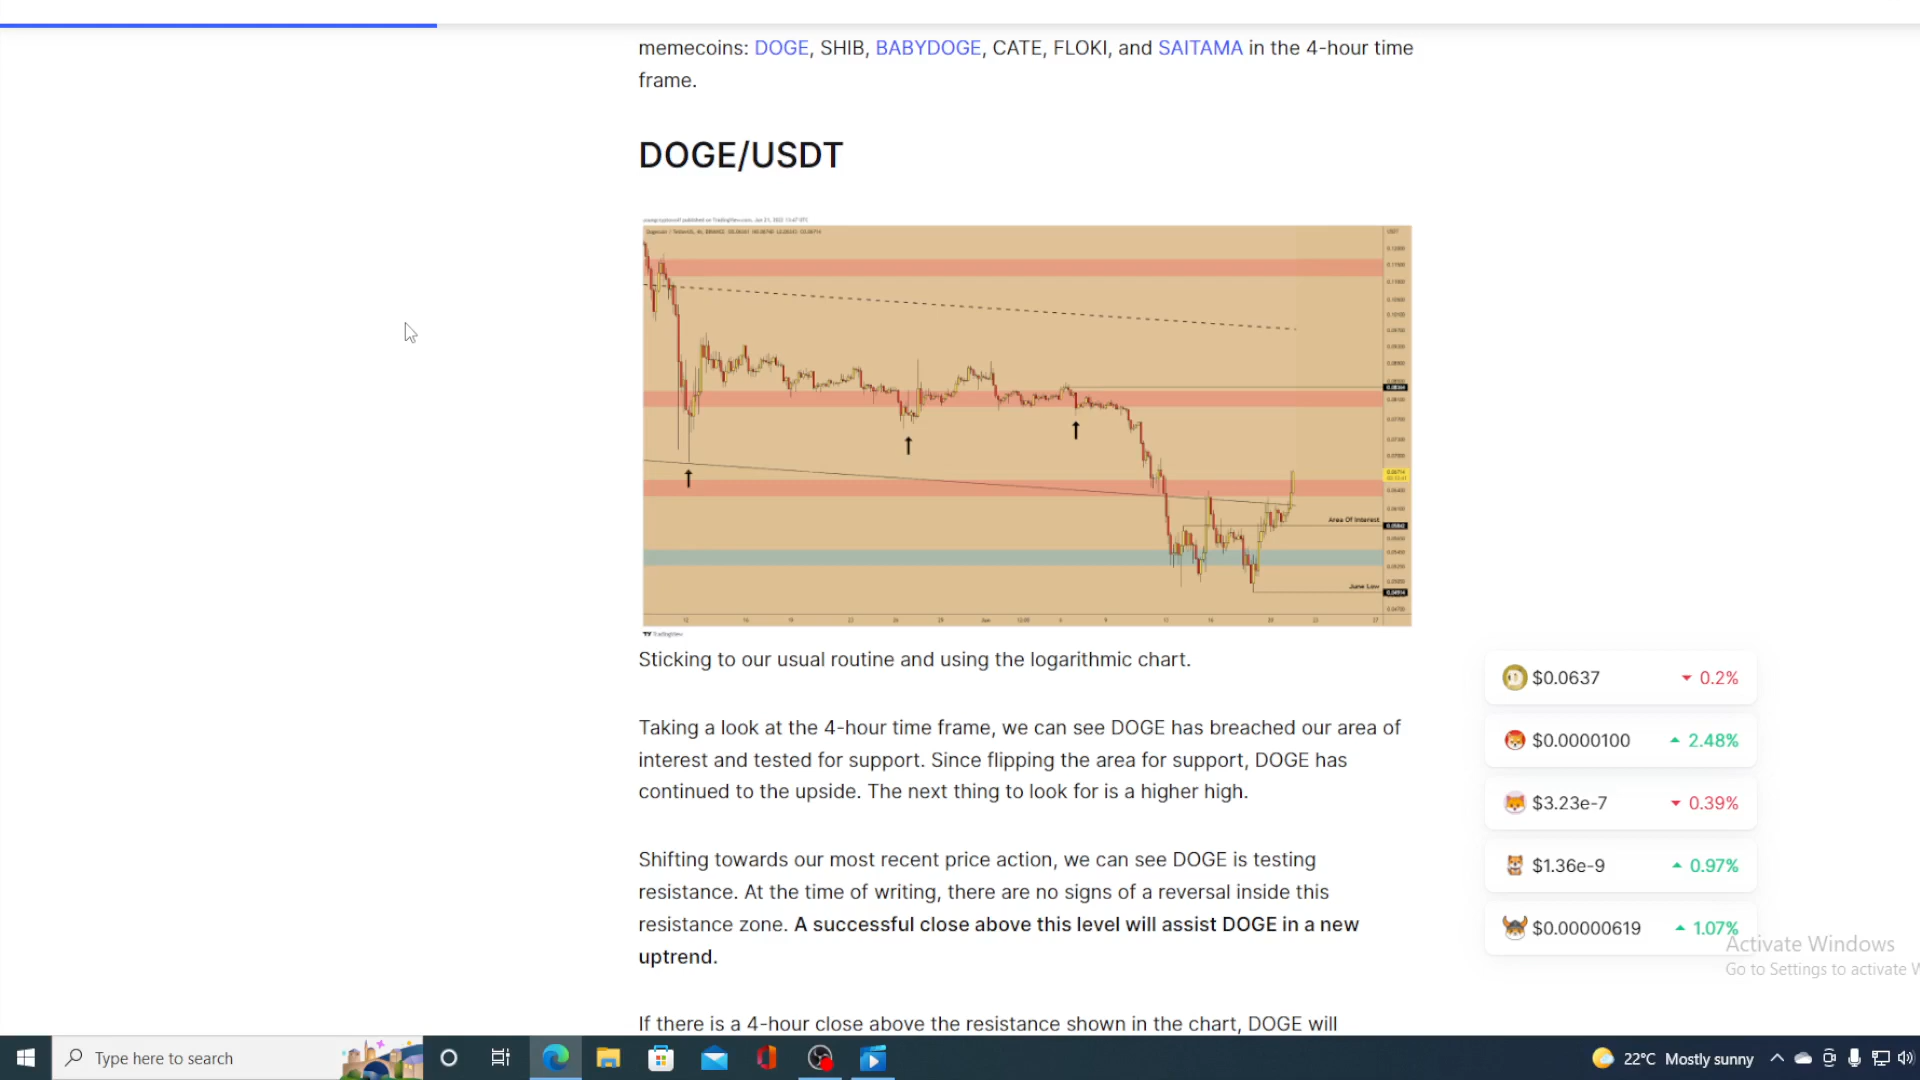 memecoins: DOGE, SHIB, BABYDOGE, CATE, FLOKI, and SAITAMA in the 4-hour time
frame.
DOGE/USDT
Area Of Interest
June Low
TradingView
Sticking to our usual routine and using the logarithmic chart.
Taking a look at the 4-hour time frame, we can see DOGE has breached our area of
interest and tested for support. Since flipping the area for support, DOGE has
continued to the upside. The next thing to look for is a higher high.
Shifting towards our most recent price action, we can see DOGE is testing
resistance. At the time of writing, there are no signs of a reversal inside this
resistance zone. A successful close above this level will assist DOGE in a new
uptrend.
If there is a 4-hour close above the resistance shown in the chart, DOGE will
$0.0637 0.2%
$0.0000100 2.48%
$3.23e-7 0.39%
$1.36e-9 0.97%
$0.00000619 1.07%
Activate Windows
Go to Settings to activate W
Type here to search
22°C Mostly sunny